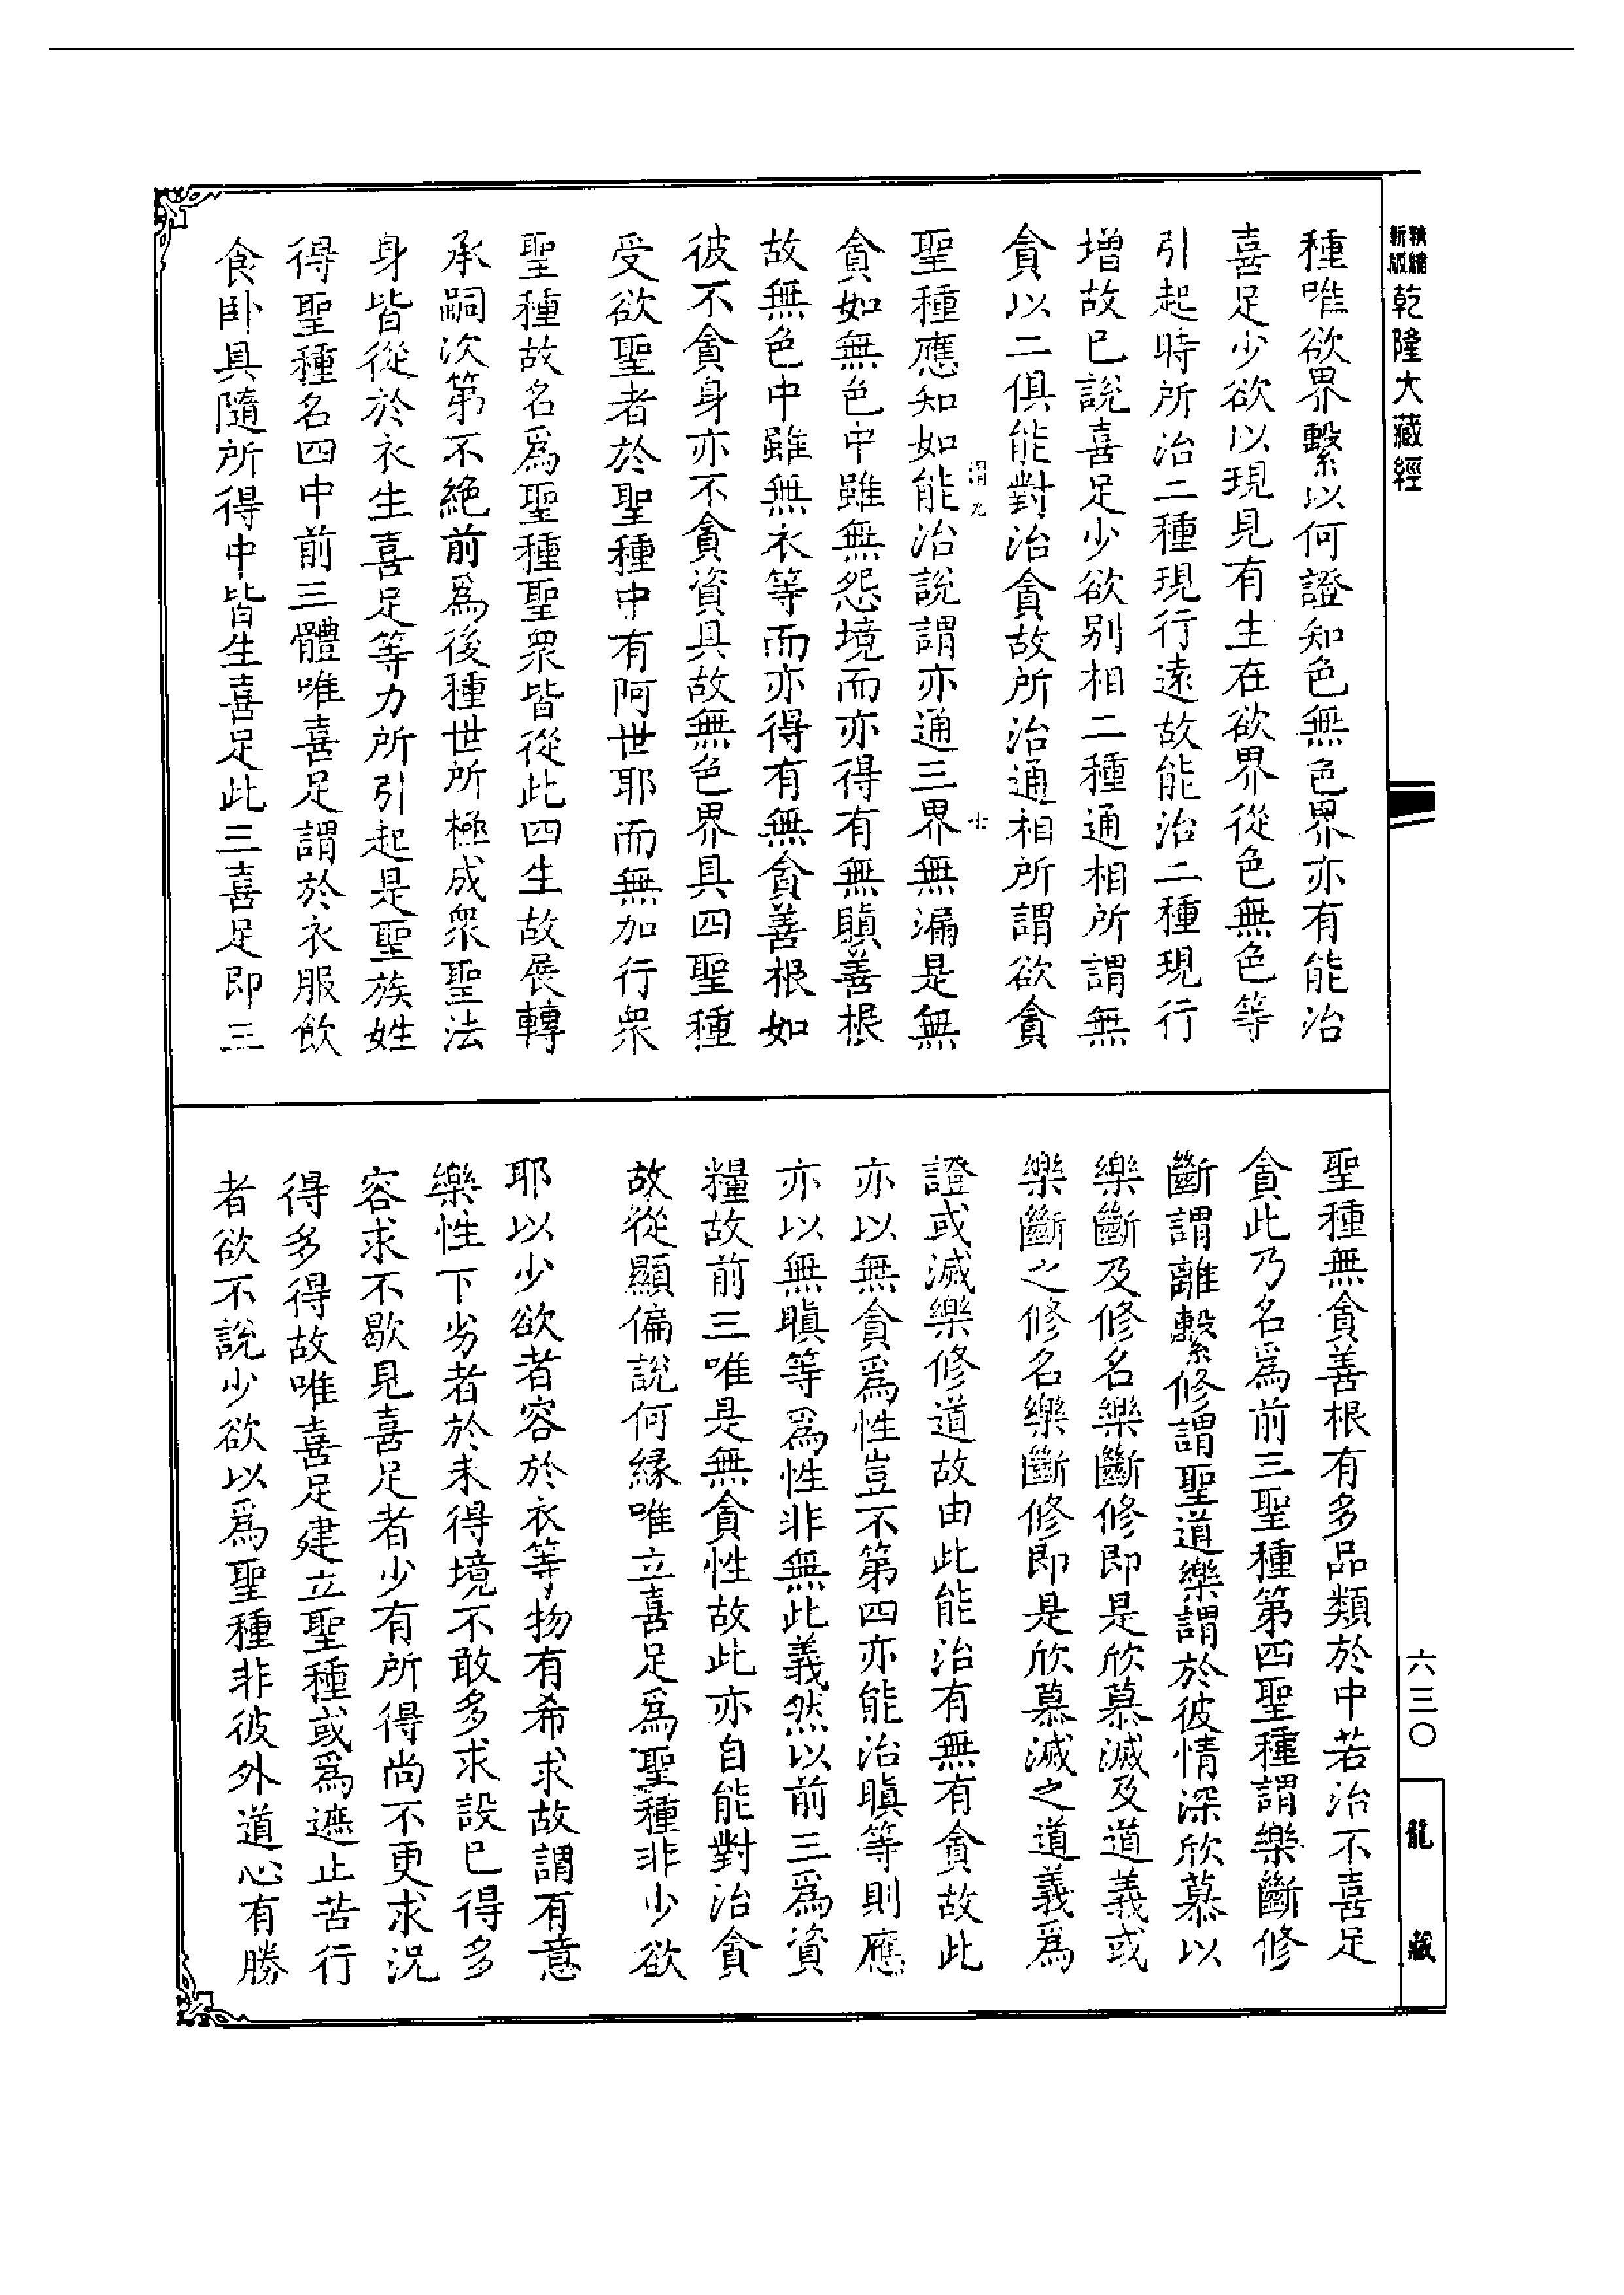 精縮新版乾隆大藏經
種唯欲界繫以何證知色無色界亦有能治
喜足少欲以現見有生在欲界從色無色等
引起時所治二種現行遠故能治二種現行
增故已說喜足少欲別相二種通相所謂無
貪以二俱能對治貪故所治通相所謂欲貪
聖種應知如能治說謂亦通三界無漏是無
貪如無色中雖無怨境而亦得有無瞋善根
故無色中雖無衣等而亦得有無貪善根如
彼不貪身亦不貪資具故無色界具四聖種
受欲聖者於聖種中有阿世耶而無加行眾
聖種故名爲聖種聖眾皆從此四生故展轉
承嗣次第不絕前爲後種世所極成眾聖法
身皆從於衣生喜足等力所引起是聖族姓
得聖種名四中前三體唯喜足謂於衣服飲
食卧具隨所得中皆生喜足此三喜足即三
聖種無貪善根有多品類於中若治不喜足
貪此乃名爲前三聖種第四聖種謂樂斷修
斷謂離繫修謂聖道樂謂於彼情深欣慕以
樂斷及修名樂斷修即是欣慕滅及道義或
樂斷之修名樂斷修即是欣慕滅之道義爲
證或滅樂修道故由此能治有無有貪故此
亦以無貪爲性豈不第四亦能治瞋等則應
亦以無瞋等爲性非無此義然以前三爲資
糧故前三唯是無貪性故此亦自能對治貪
故從顯偏說何緣唯立喜足爲聖種非少欲
耶以少欲者容於衣等物有希求故謂有意
樂性下劣者於未得境不敢多求設已得多
容求不歇見喜足者少有所得尚不更求況
得多得故唯喜足建立聖種或爲遮止苦行
者欲不說少欲以爲聖種非彼外道心有勝
六三〇
龍藏